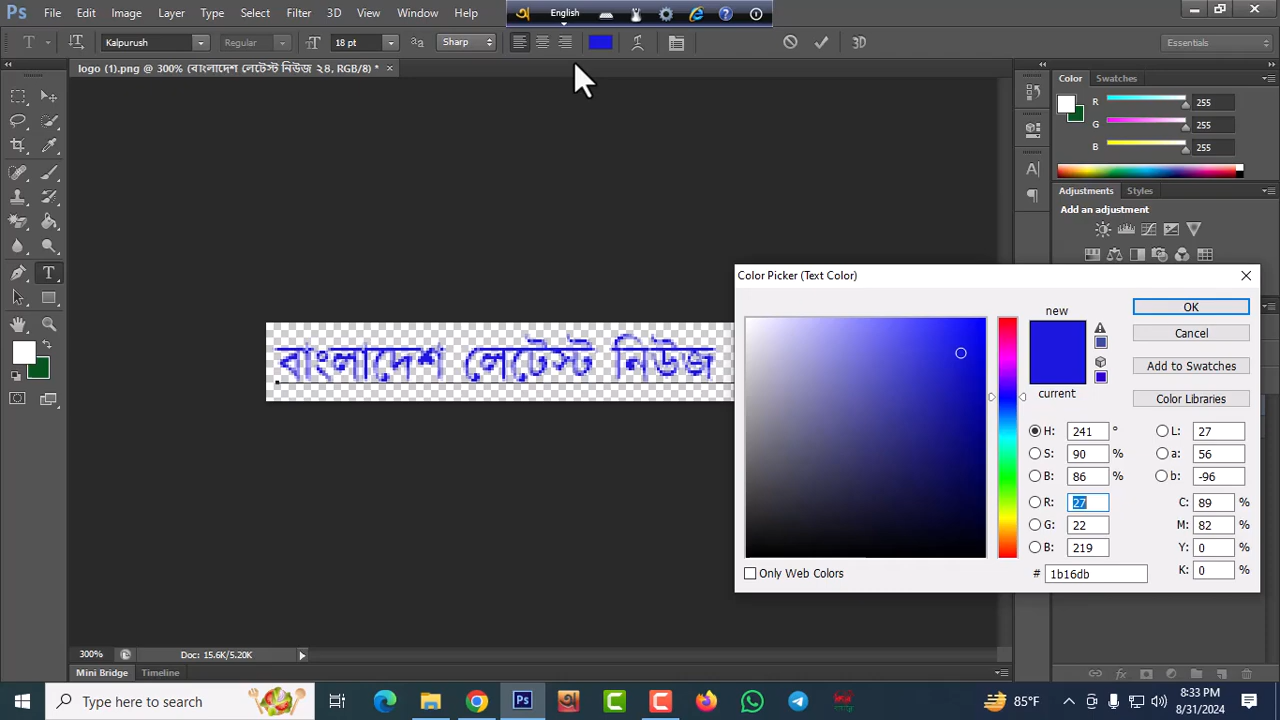 Ps File Edit Image Layer Type Select Filter 3D View Window Help
English
T Kalpurush Regular 18 pt Sharp 3D Essentials
logo (1).png @ 300% (বাংলাদেশ লেটেস্ট নিউজ ২৪, RGB/8) *
Color Swatches
R 255
G 255
B 255
Adjustments Styles
Add an adjustment
Color Picker (Text Color)
বাংলাদেশ লেটেস্ট নিউজ
new
OK
Cancel
Add to Swatches
current
Color Libraries
H: 241 ° L: 27
S: 90 % a: 56
B: 86 % b: -96
R: 27 C: 89 %
G: 22 M: 82 %
B: 219 Y: 0 %
K: 0 %
Only Web Colors # 1b16db
300% Doc: 15.6K/5.20K
Mini Bridge Timeline
Type here to search
85°F
8:33 PM
8/31/2024